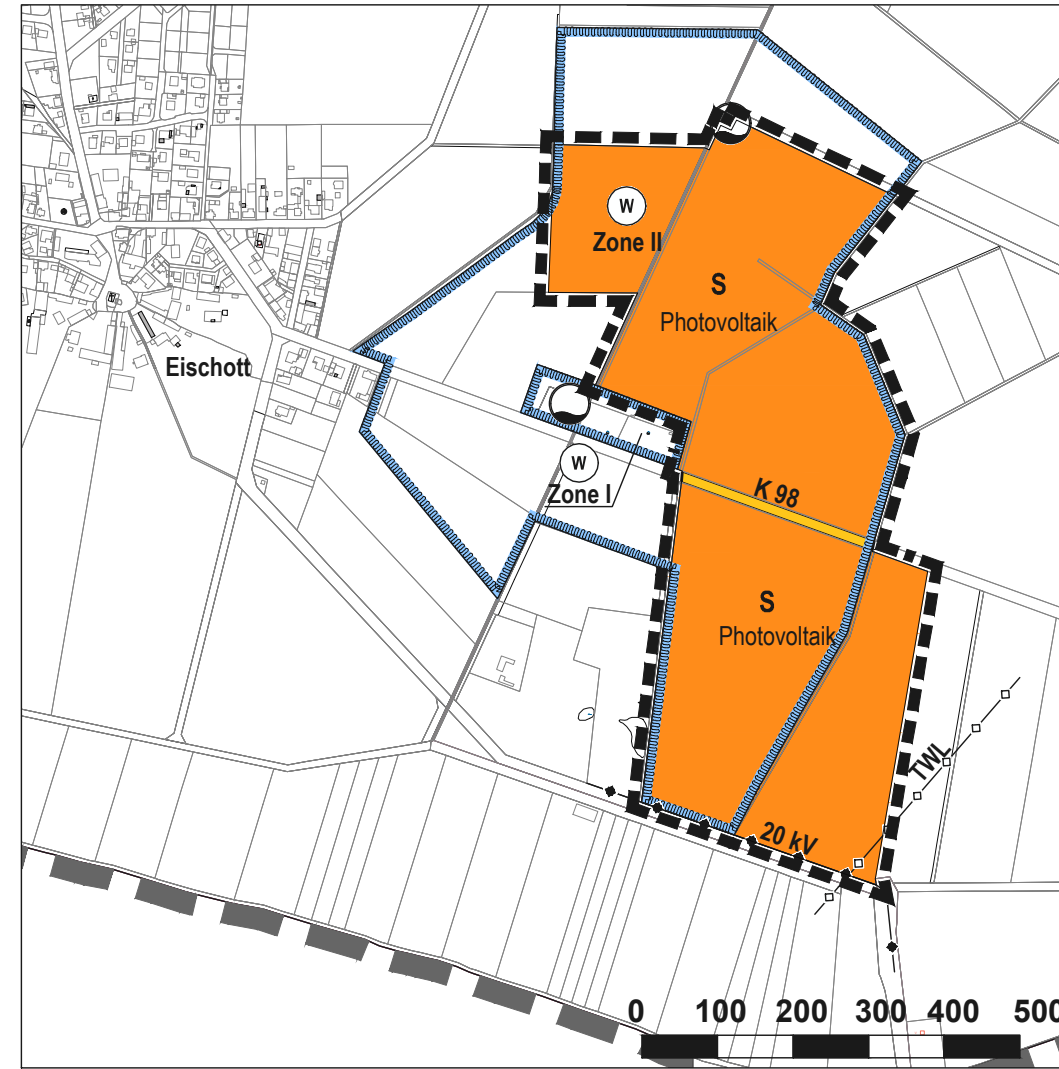 W
Zone II
S
Photovoltaik
Eischott
W
Zone I
K 98
S
Photovoltaik
TWL
20 kV
0 100 200 300 400 500